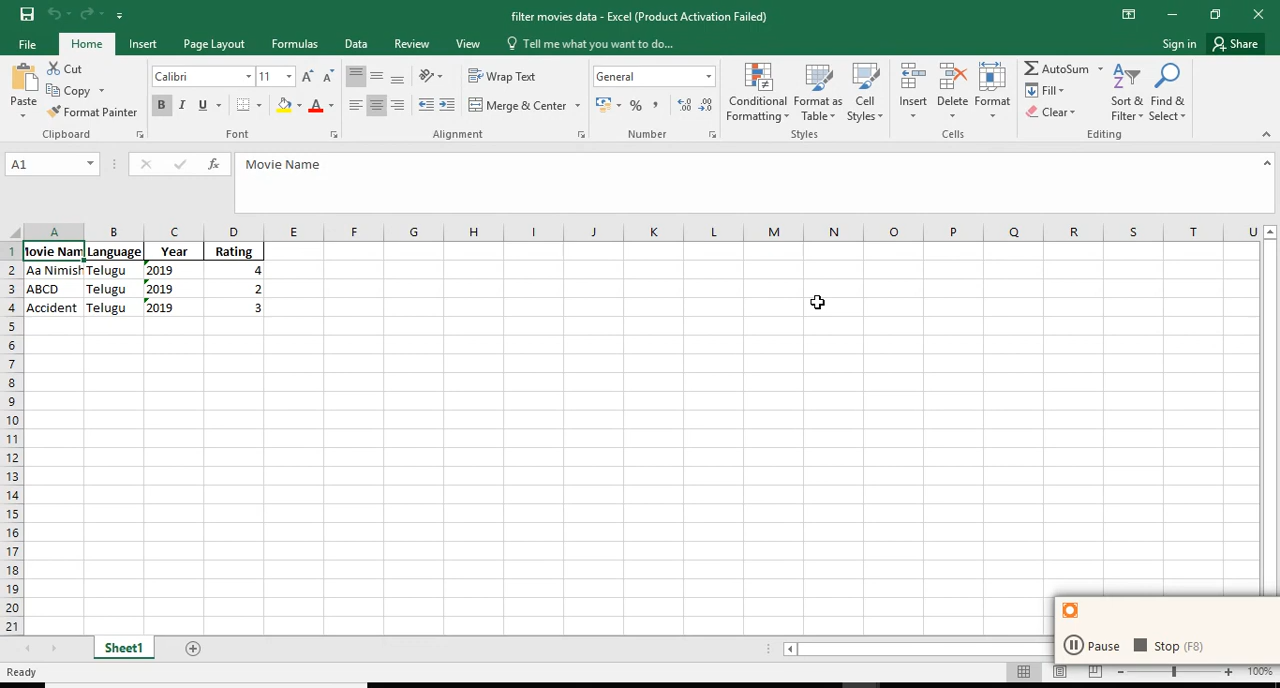 filter movies data - Excel (Product Activation Failed)
File Home Insert Page Layout Formulas Data Review View Tell me what you want to do... Sign in Share
Paste Cut Copy Format Painter Clipboard
Calibri 11 B I U A Font
Wrap Text Merge & Center Alignment
General % , Number
Conditional Formatting Format as Table Cell Styles Styles
Insert Delete Format Cells
AutoSum Fill Clear Sort & Filter Find & Select Editing
A1 fx Movie Name
A B C D E F G H I J K L M N O P Q R S T U
1 Movie Nam Language Year Rating
2 Aa Nimish Telugu 2019 4
3 ABCD Telugu 2019 2
4 Accident Telugu 2019 3
5
6
7
8
9
10
11
12
13
14
15
16
17
18
19
20
21
Pause Stop (F8)
Sheet1
Ready 100%